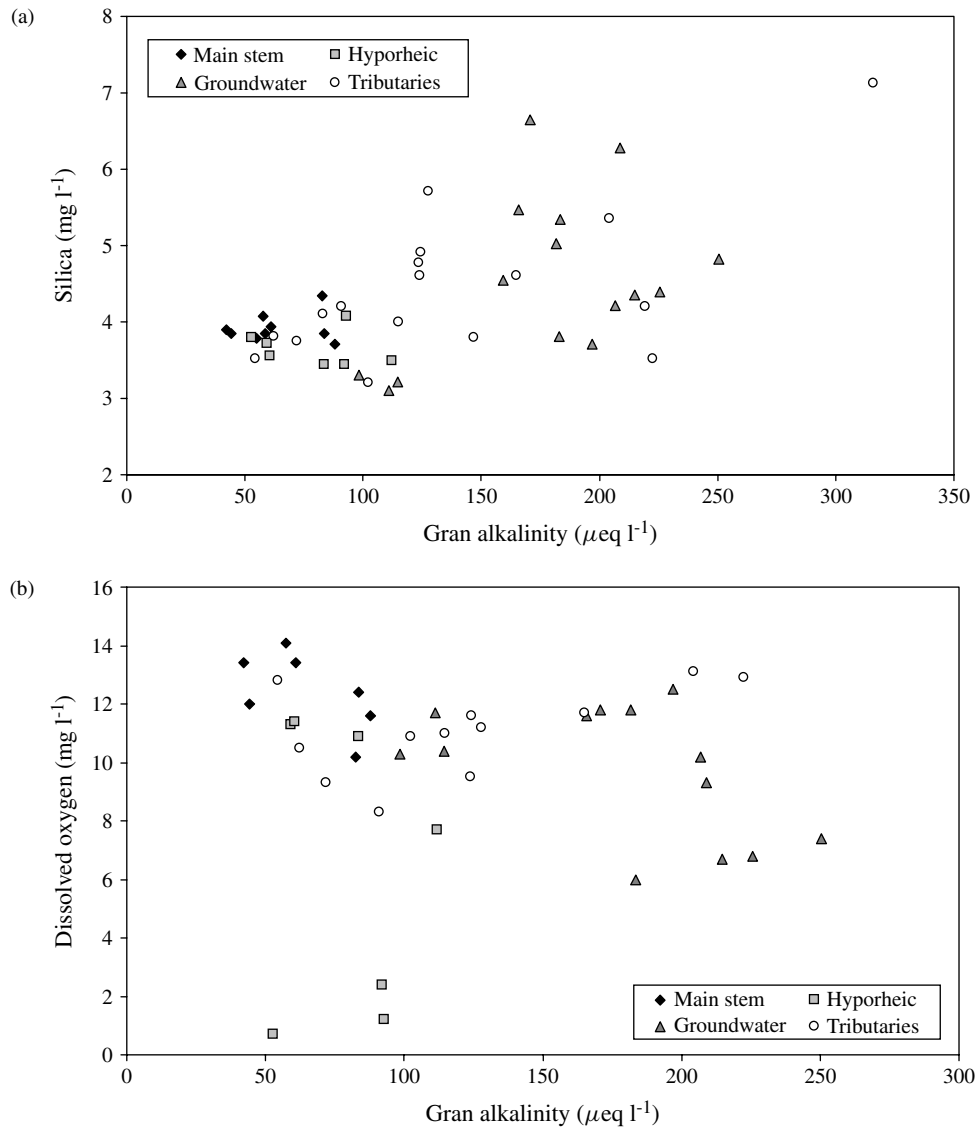 (a)
8
7
6
5
4
3
2
Silica (mg l⁻¹)
Main stem Hyporheic
Groundwater Tributaries
0 50 100 150 200 250 300 350
Gran alkalinity (μeq l⁻¹)
(b)
16
14
12
10
8
6
4
2
0
Dissolved oxygen (mg l⁻¹)
Main stem Hyporheic
Groundwater Tributaries
0 50 100 150 200 250 300
Gran alkalinity (μeq l⁻¹)